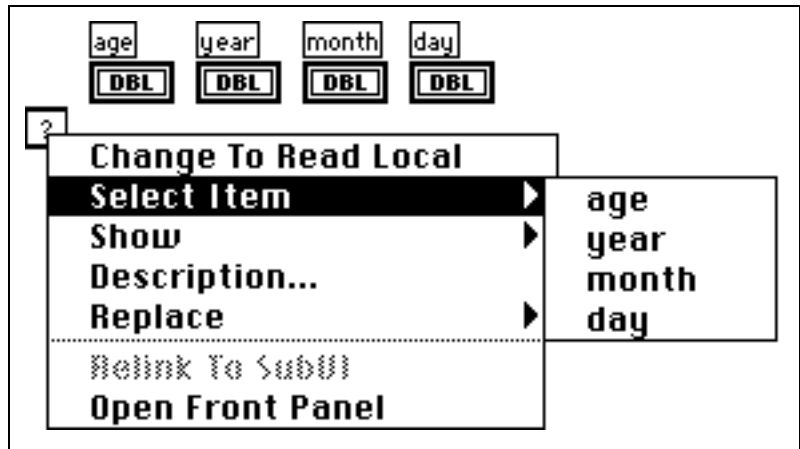 age year month day
DBL DBL DBL DBL
?
Change To Read Local
Select Item
age
Show
year
Description...
month
Replace
day
Relink To SubVI
Open Front Panel